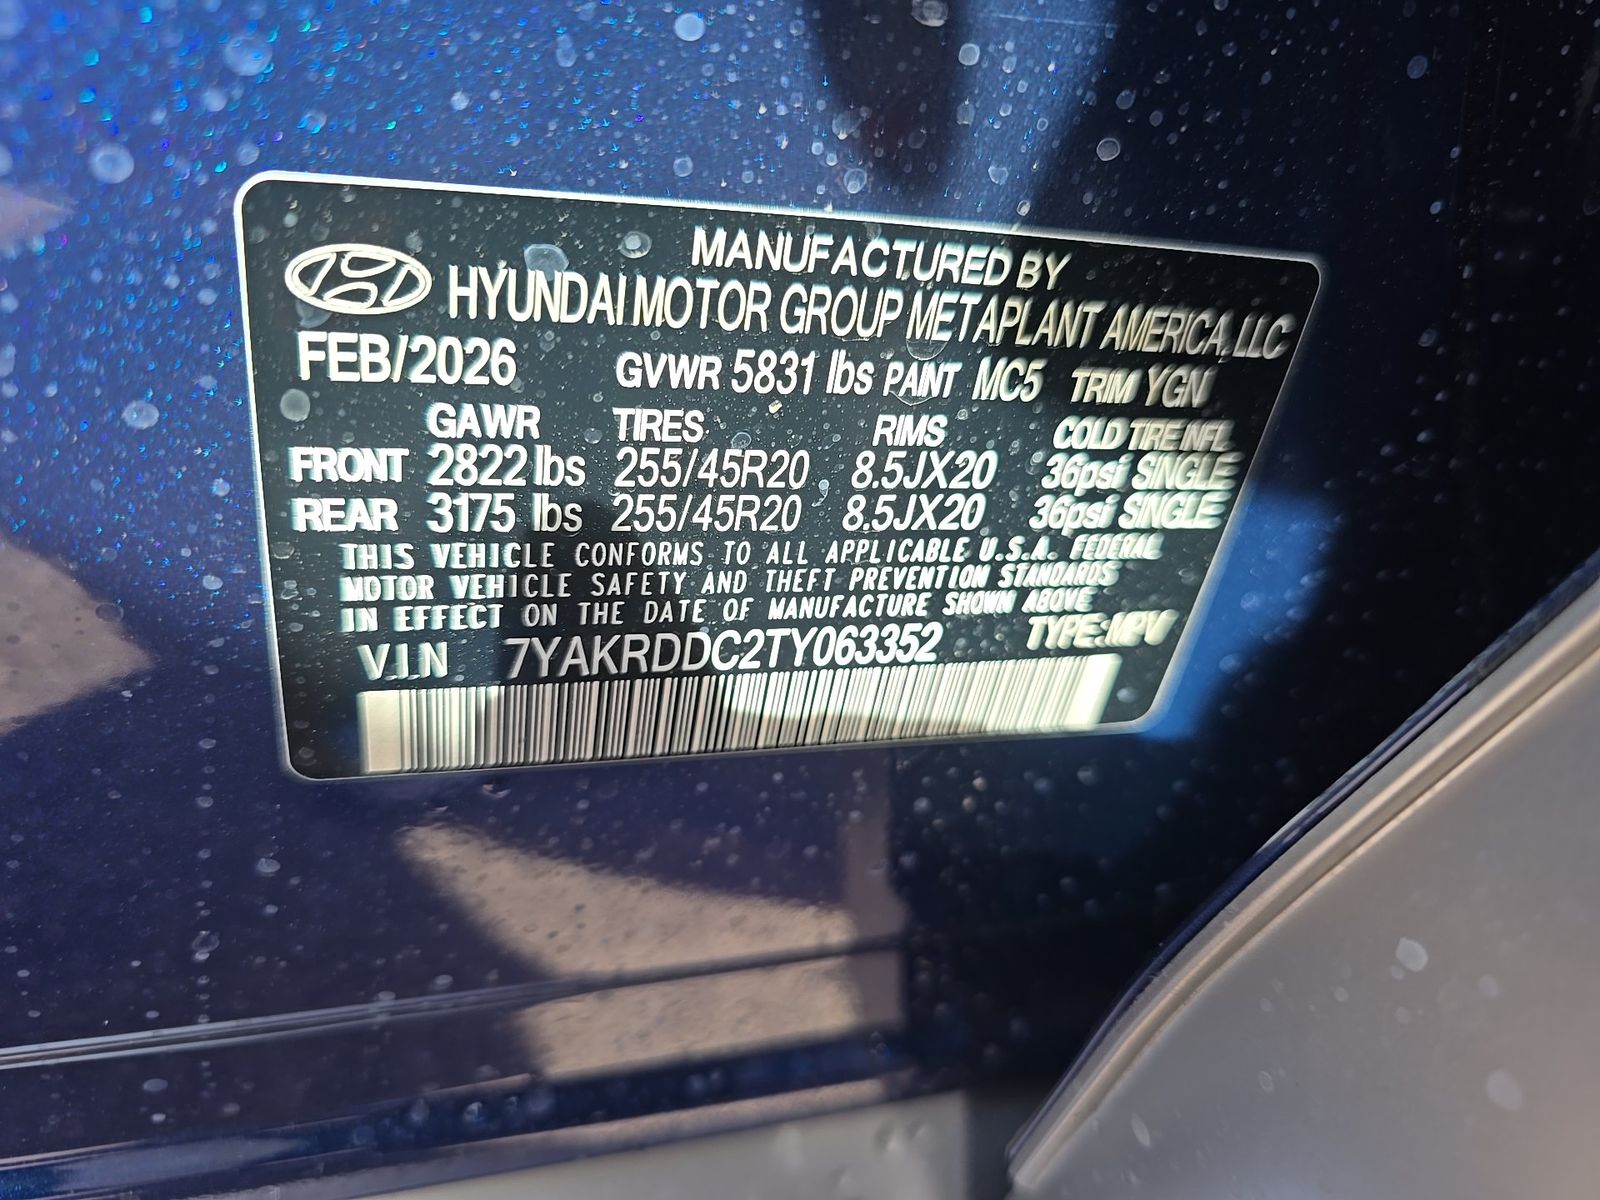 MANUFACTURED BY
HYUNDAI MOTOR GROUP METAPLANT AMERICA, LLC
FEB/2026 GVWR 5831 lbs PAINT MC5 TRIM YGN
GAWR TIRES RIMS COLD TIRE INFL
FRONT 2822 lbs 255/45R20 8.5JX20 36psi SINGLE
REAR 3175 lbs 255/45R20 8.5JX20 36psi SINGLE
THIS VEHICLE CONFORMS TO ALL APPLICABLE U.S.A. FEDERAL
MOTOR VEHICLE SAFETY AND THEFT PREVENTION STANDARDS
IN EFFECT ON THE DATE OF MANUFACTURE SHOWN ABOVE
V.I.N 7YAKRDDC2TY063352 TYPE:MPV